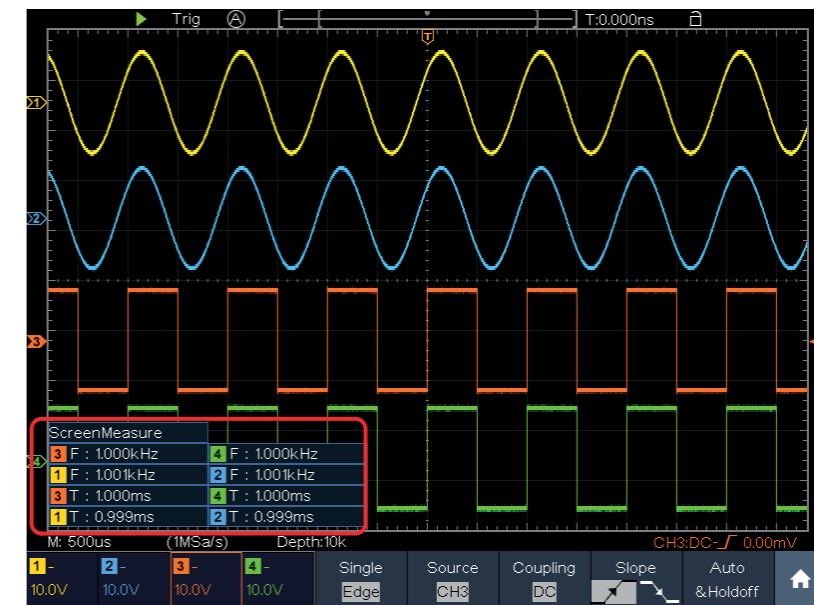 Trig A T:0.000ns
T
1
2
3
4
ScreenMeasure
3 F : 1.000kHz 4 F : 1.000kHz
1 F : 1.001kHz 2 F : 1.001kHz
3 T : 1.000ms 4 T : 1.000ms
1 T : 0.999ms 2 T : 0.999ms
M: 500us (1MSa/s) Depth:10k CH3:DC- 0.00mV
1 - 2 - 3 - 4 - Single Source Coupling Slope Auto
10.0V 10.0V 10.0V 10.0V Edge CH3 DC &Holdoff